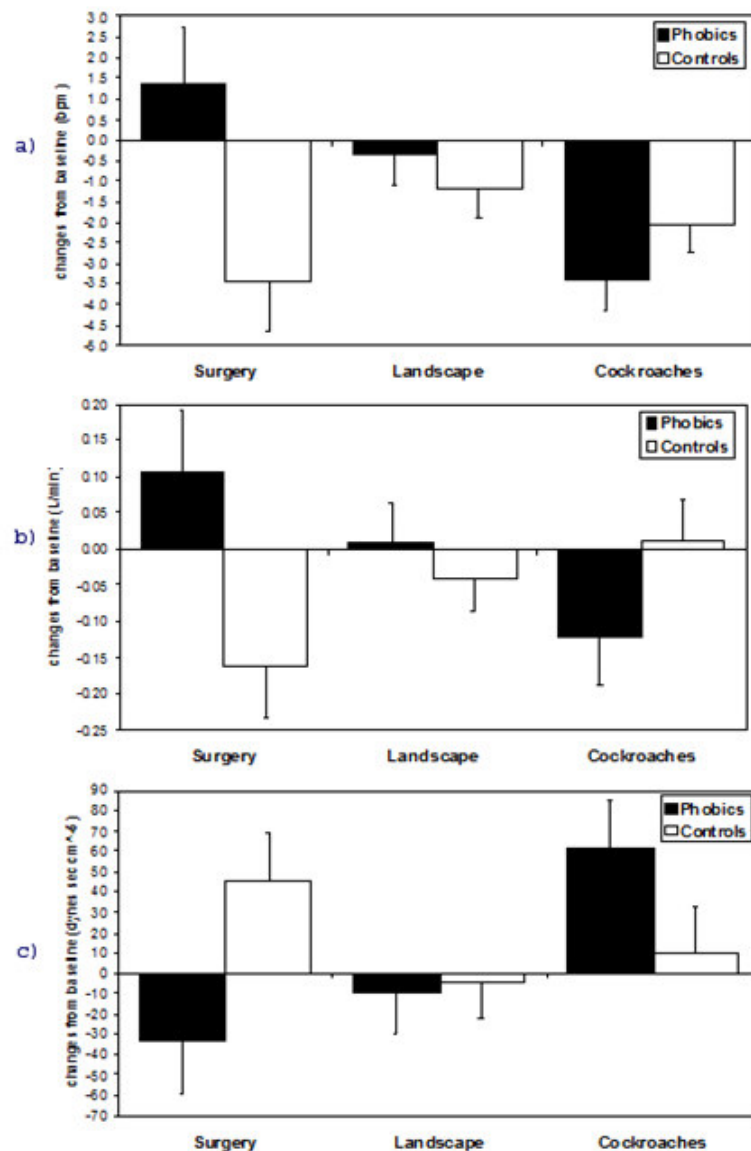 3.0
2.5
2.0
1.5
1.0
0.5
0.0
-0.5
-1.0
-1.5
-2.0
-2.5
-3.0
-3.5
-4.0
-4.5
-5.0
changes from baseline (bpm)
a)
Phobics
Controls
Surgery Landscape Cockroaches
0.20
0.15
0.10
0.05
0.00
-0.05
-0.10
-0.15
-0.20
-0.25
changes from baseline (L/min)
b)
Phobics
Controls
Surgery Landscape Cockroaches
90
80
70
60
50
40
30
20
10
0
-10
-20
-30
-40
-50
-60
-70
changes from baseline (dynes sec cm^-5)
c)
Phobics
Controls
Surgery Landscape Cockroaches